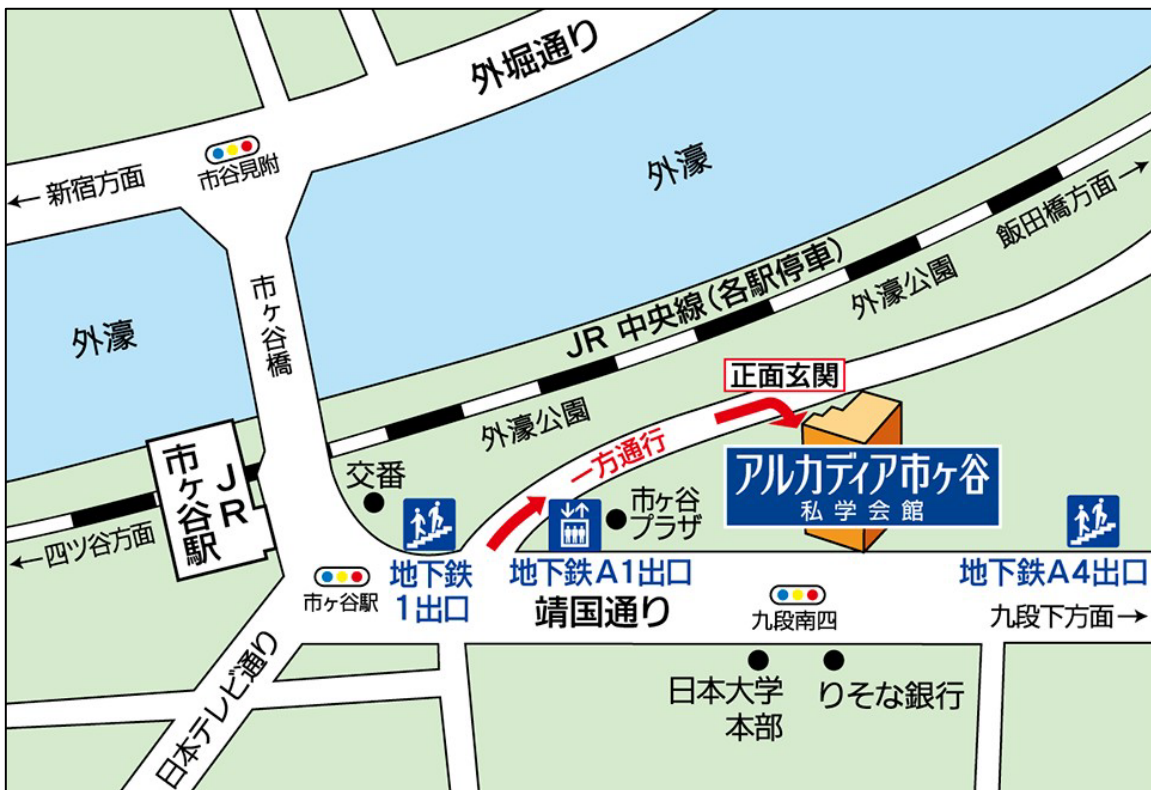 外堀通り
市谷見附
←新宿方面
外濠
飯田橋方面→
外濠
市ヶ谷橋
JR 中央線(各駅停車)
外濠公園
正面玄関
外濠公園
一方通行
JR
市ヶ谷駅
交番
アルカディア市ヶ谷
私学会館
市ヶ谷
プラザ
←四ツ谷方面
市ヶ谷駅
地下鉄
1出口
地下鉄A1出口
地下鉄A4出口
靖国通り
九段南四
九段下方面→
日本テレビ通り
日本大学
本部
りそな銀行